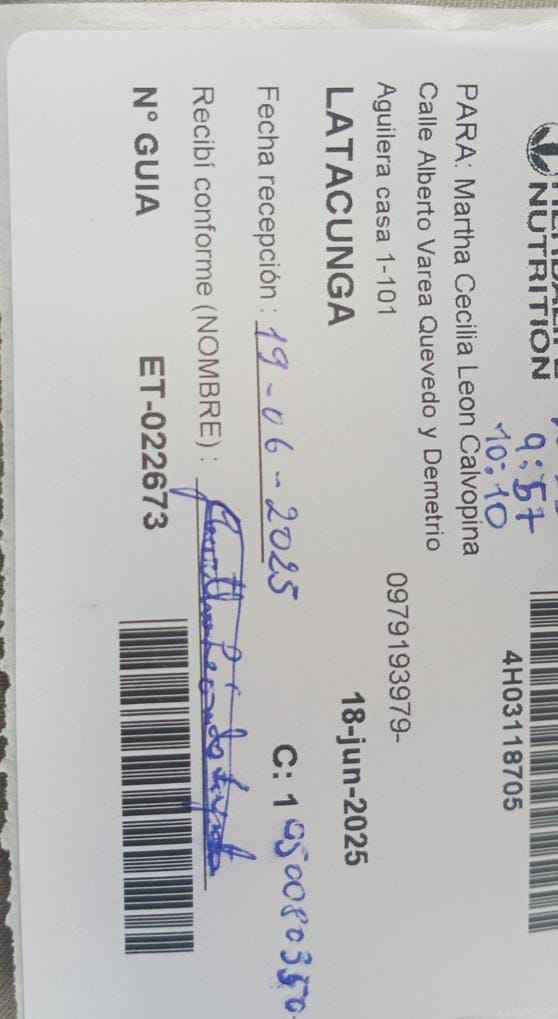 NUTRITION
9:57
10:10
4H03118705
PARA: Martha Cecilia Leon Calvopina
Calle Alberto Varea Quevedo y Demetrio
Aguilera casa 1-101
0979193979-
LATACUNGA
18-jun-2025
Fecha recepción : 19-06-2025
C: 1
Recibí conforme (NOMBRE) :
N° GUIA ET-022673